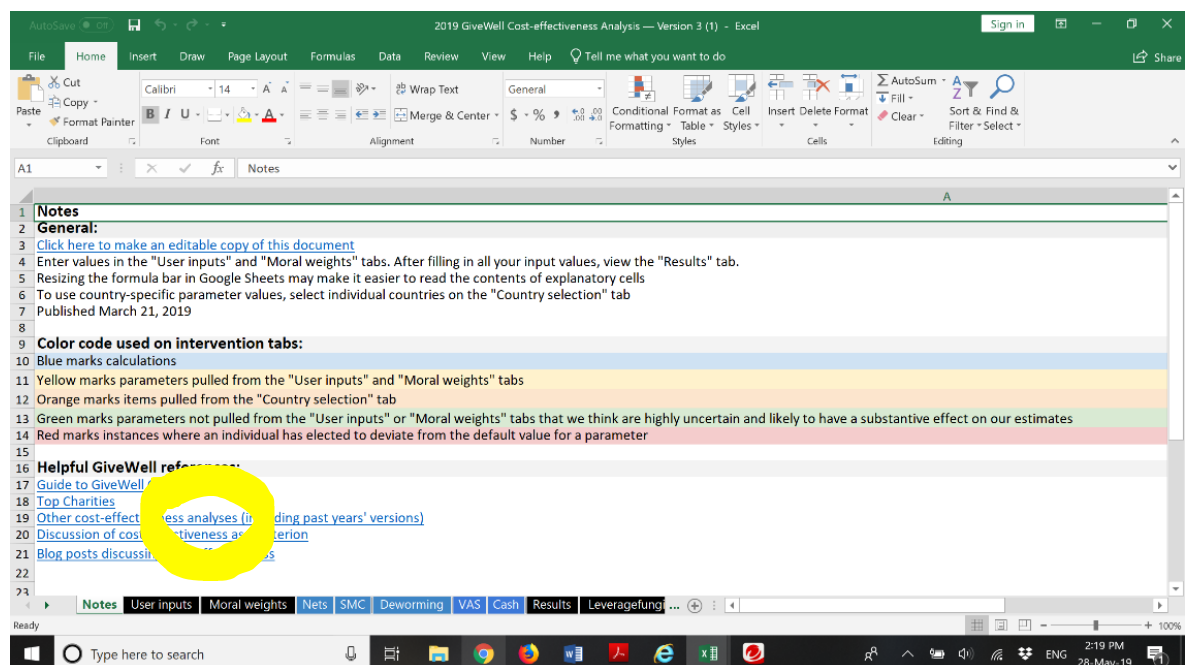 AutoSave Off
2019 GiveWell Cost-effectiveness Analysis — Version 3 (1) - Excel
Sign in
File Home Insert Draw Page Layout Formulas Data Review View Help Tell me what you want to do Share
Paste
Cut
Copy
Format Painter
Clipboard
Calibri 14
B I U
Font
Wrap Text
Merge & Center
Alignment
General
$ % ,
Number
Conditional Formatting
Format as Table
Cell Styles
Styles
Insert Delete Format
Cells
AutoSum
Fill
Clear
Sort & Filter
Find & Select
Editing
A1 fx Notes
A
1 Notes
2 General:
3 Click here to make an editable copy of this document
4 Enter values in the "User inputs" and "Moral weights" tabs. After filling in all your input values, view the "Results" tab.
5 Resizing the formula bar in Google Sheets may make it easier to read the contents of explanatory cells
6 To use country-specific parameter values, select individual countries on the "Country selection" tab
7 Published March 21, 2019
8
9 Color code used on intervention tabs:
10 Blue marks calculations
11 Yellow marks parameters pulled from the "User inputs" and "Moral weights" tabs
12 Orange marks items pulled from the "Country selection" tab
13 Green marks parameters not pulled from the "User inputs" or "Moral weights" tabs that we think are highly uncertain and likely to have a substantive effect on our estimates
14 Red marks instances where an individual has elected to deviate from the default value for a parameter
15
16 Helpful GiveWell references:
17 Guide to GiveWell
18 Top Charities
19 Other ess analyses past years' versions)
20 Discussion of
21 Blog posts
22
23
Notes User inputs Moral weights Nets SMC Deworming VAS Cash Results Leveragefungi ...
Ready
100%
Type here to search
ENG
2:19 PM
28-May-19